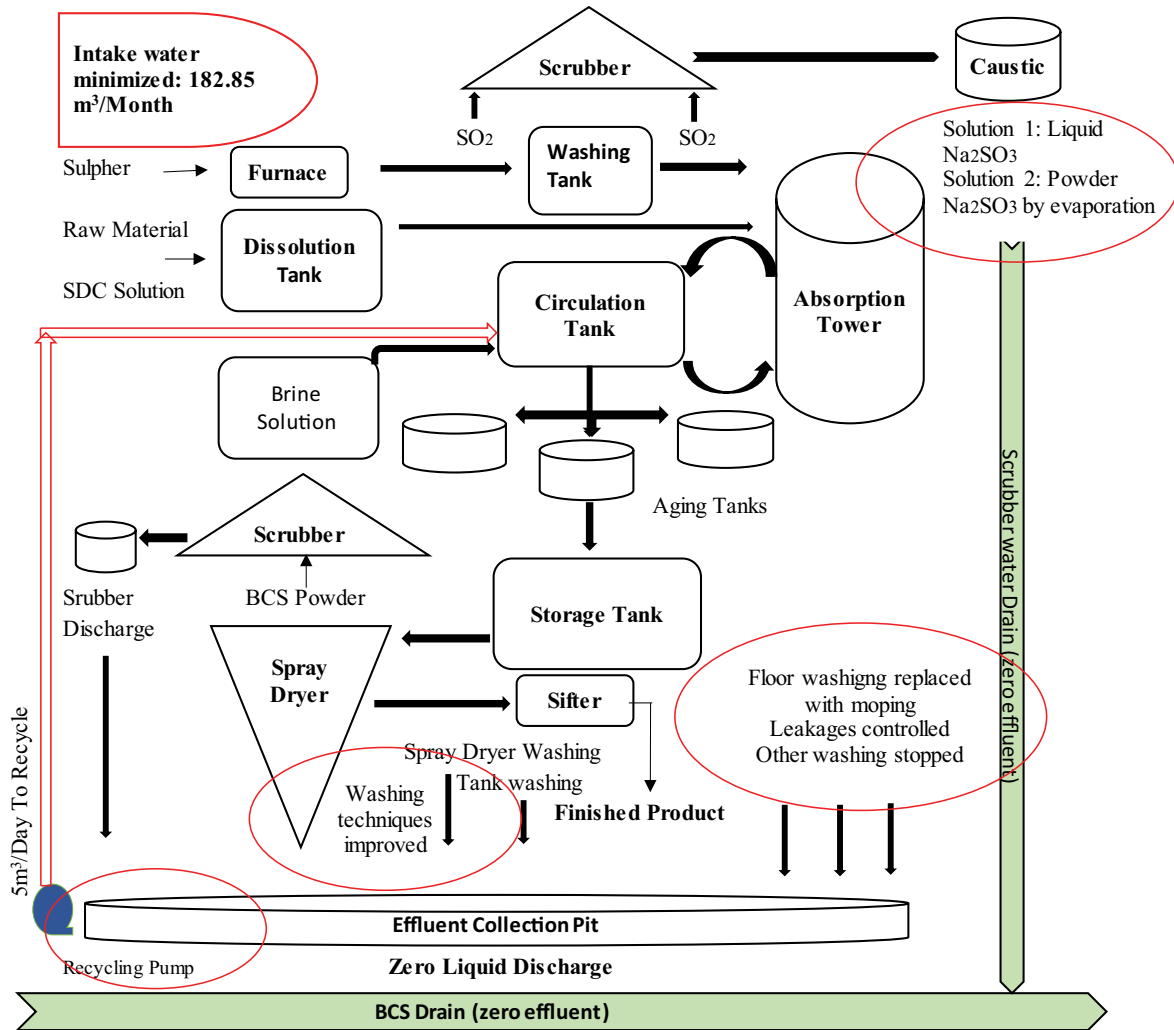 Intake water
minimized: 182.85
m³/Month
Scrubber
Caustic
SO₂
SO₂
Solution 1: Liquid
Na₂SO₃
Solution 2: Powder
Na₂SO₃ by evaporation
Sulpher
Furnace
Washing
Tank
Raw Material
SDC Solution
Dissolution
Tank
Circulation
Tank
Absorption
Tower
Brine
Solution
Aging Tanks
Scrubber
Srubber
Discharge
BCS Powder
Storage Tank
Spray
Dryer
Sifter
Floor washigng replaced
with moping
Leakages controlled
Other washing stopped
Spray Dryer Washing
Tank washing
Washing
techniques
improved
Finished Product
5m³/Day To Recycle
Scrubber water Drain (zero effluent)
Effluent Collection Pit
Recycling Pump
Zero Liquid Discharge
BCS Drain (zero effluent)